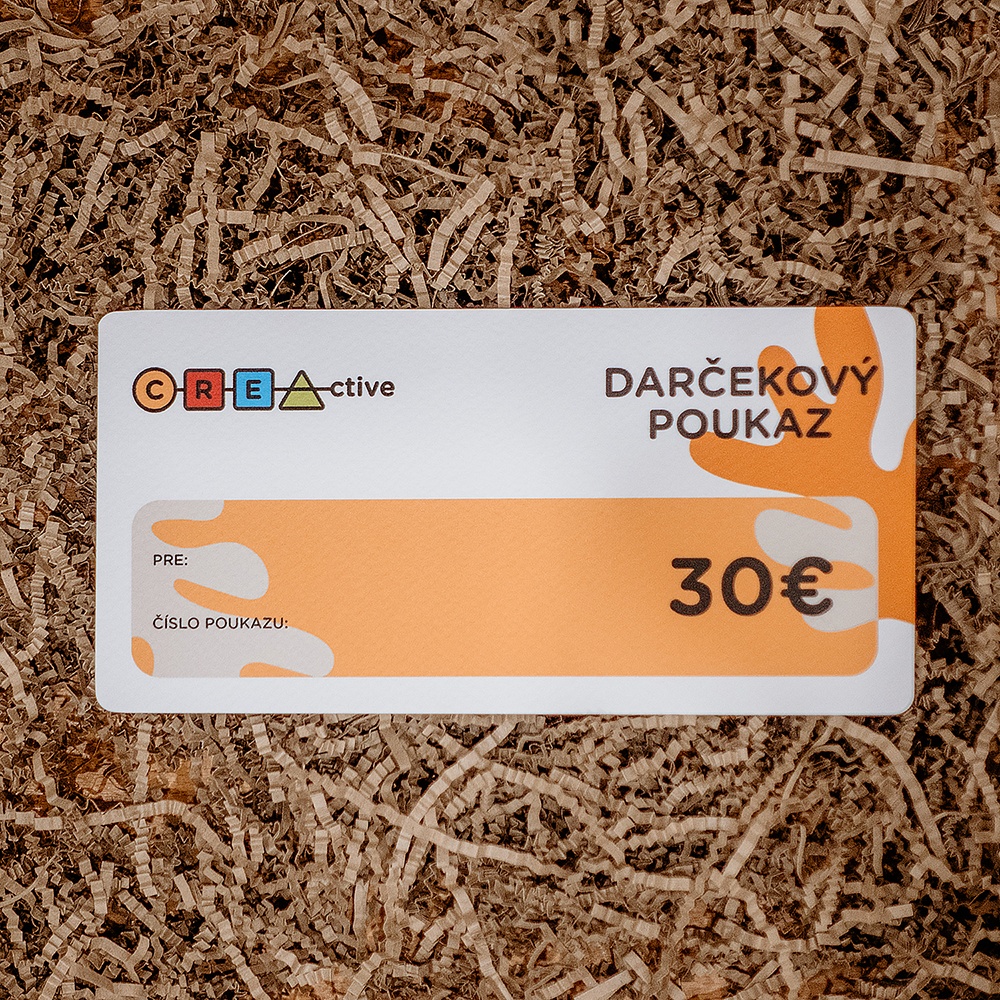 CREActive
DARČEKOVÝ
POUKAZ
PRE:
30€
ČÍSLO POUKAZU: